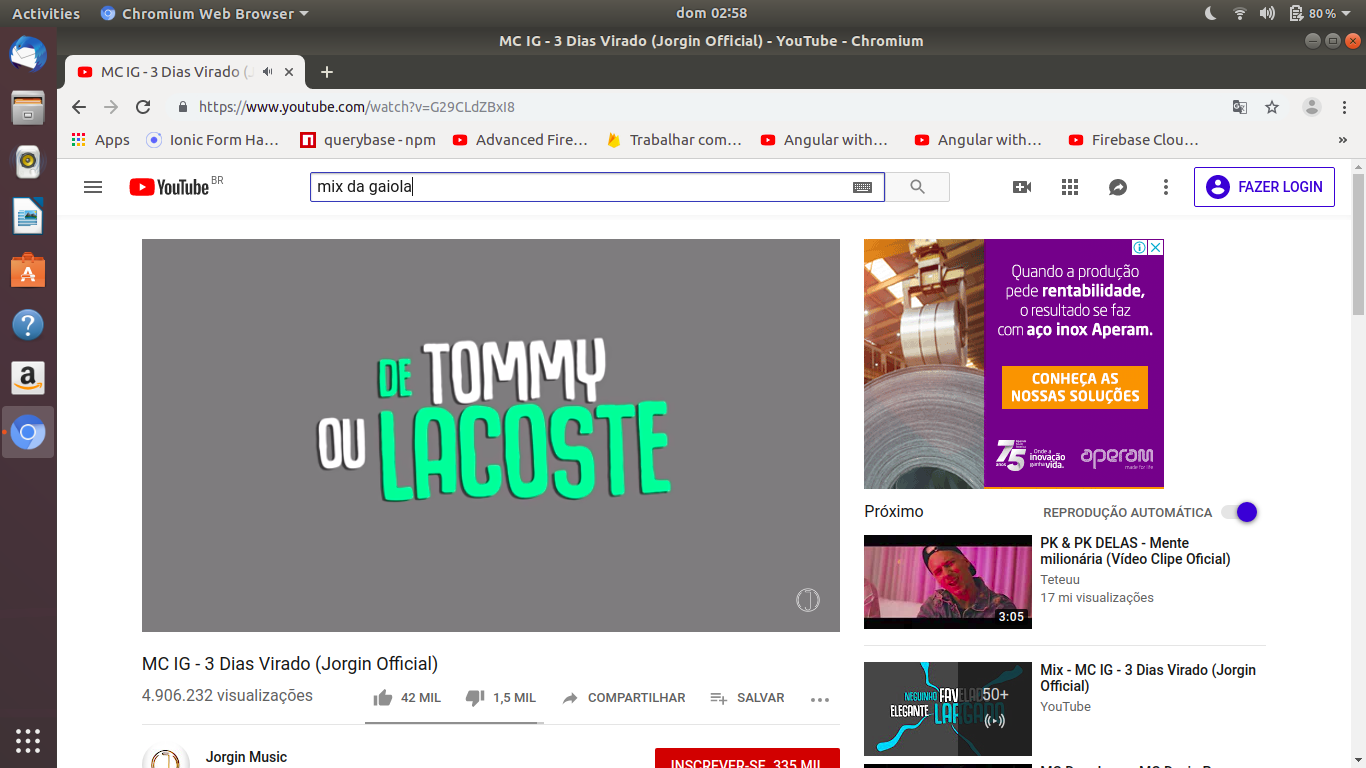 Activities
Chromium Web Browser
dom 02:58
80 %
MC IG - 3 Dias Virado (Jorgin Official) - YouTube - Chromium
MC IG - 3 Dias Virado (J
https://www.youtube.com/watch?v=G29CLdZBxI8
Apps
Ionic Form Ha…
querybase - npm
Advanced Fire…
Trabalhar com…
Angular with…
Angular with…
Firebase Clou…
»
YouTube BR
mix da gaiola
FAZER LOGIN
DE TOMMY
OU LACOSTE
Quando a produção
pede rentabilidade,
o resultado se faz
com aço inox Aperam.
CONHEÇA AS
NOSSAS SOLUÇÕES
75 anos
Onde a
inovação
ganha vida.
aperam
made for life
Próximo
REPRODUÇÃO AUTOMÁTICA
PK & PK DELAS - Mente
milionária (Vídeo Clipe Oficial)
Teteuu
17 mi visualizações
3:05
MC IG - 3 Dias Virado (Jorgin Official)
4.906.232 visualizações
42 MIL
1,5 MIL
COMPARTILHAR
SALVAR
Mix - MC IG - 3 Dias Virado (Jorgin
Official)
YouTube
NEGUINHO FAVELADO
ELEGANTE LARGADO
50+
Jorgin Music
INSCREVER-SE 335 MIL